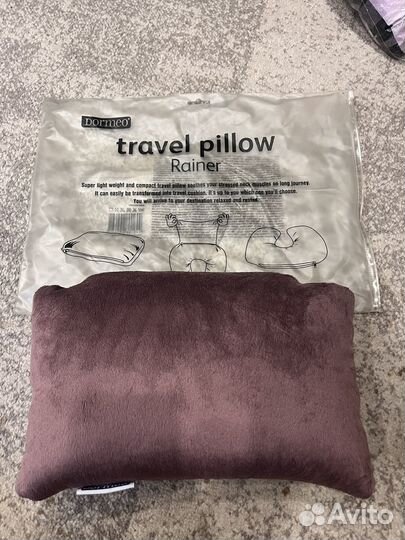 DORMEO
travel pillow
Rainer
Super light weight and compact travel pillow soothes your stressed neck muscles on long journey.
It can easily be transformed into travel cushion. It's up to you which one you'll choose.
You will arrive to your destination relaxed and rested.
Avito